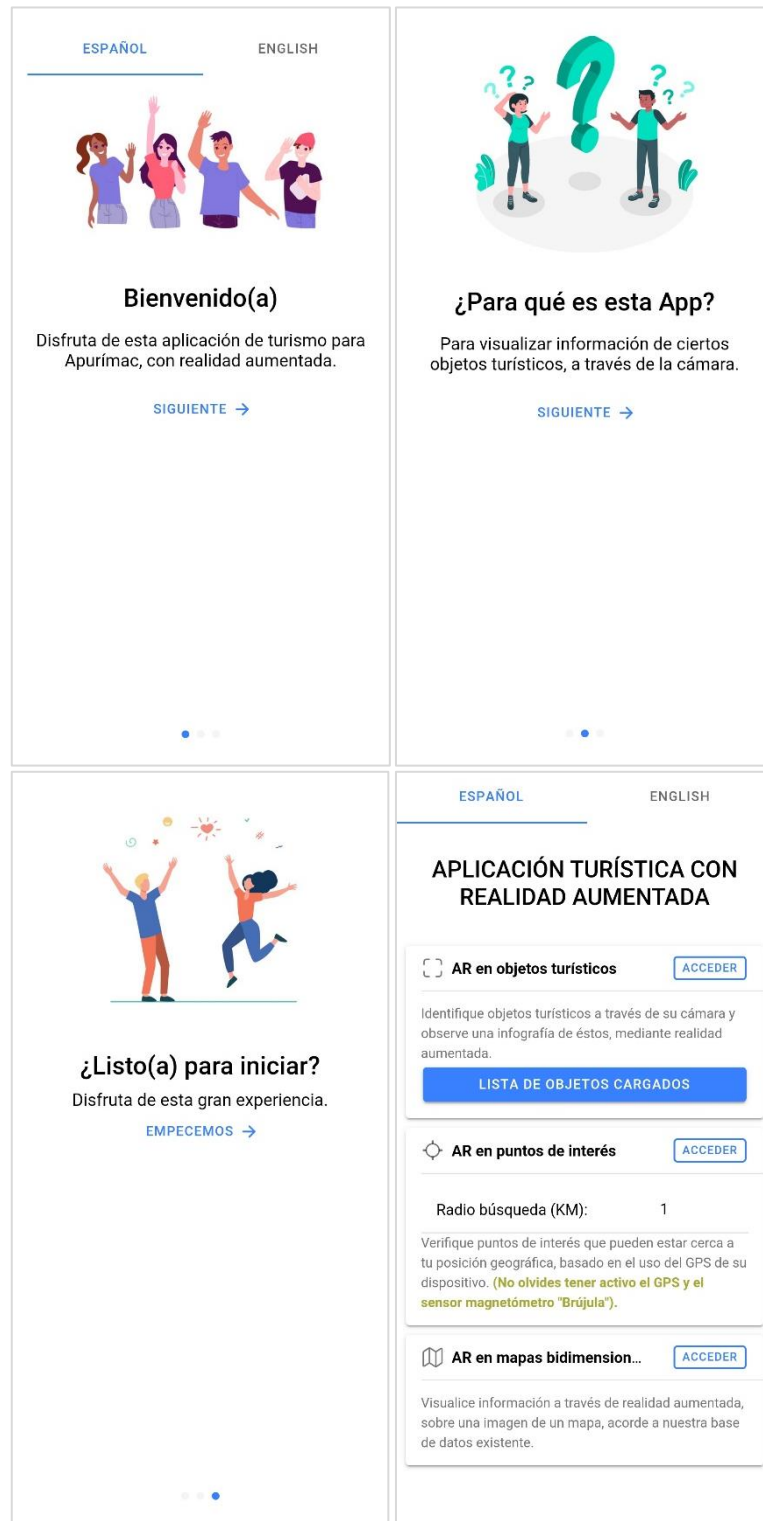 ESPAÑOL ENGLISH
Bienvenido(a)
Disfruta de esta aplicación de turismo para
Apurímac, con realidad aumentada.
SIGUIENTE →
¿Para qué es esta App?
Para visualizar información de ciertos
objetos turísticos, a través de la cámara.
SIGUIENTE →
¿Listo(a) para iniciar?
Disfruta de esta gran experiencia.
EMPECEMOS →
ESPAÑOL ENGLISH
APLICACIÓN TURÍSTICA CON
REALIDAD AUMENTADA
AR en objetos turísticos ACCEDER
Identifique objetos turísticos a través de su cámara y
observe una infografía de éstos, mediante realidad
aumentada.
LISTA DE OBJETOS CARGADOS
AR en puntos de interés ACCEDER
Radio búsqueda (KM): 1
Verifique puntos de interés que pueden estar cerca a
tu posición geográfica, basado en el uso del GPS de su
dispositivo. (No olvides tener activo el GPS y el
sensor magnetómetro "Brújula").
AR en mapas bidimension... ACCEDER
Visualice información a través de realidad aumentada,
sobre una imagen de un mapa, acorde a nuestra base
de datos existente.